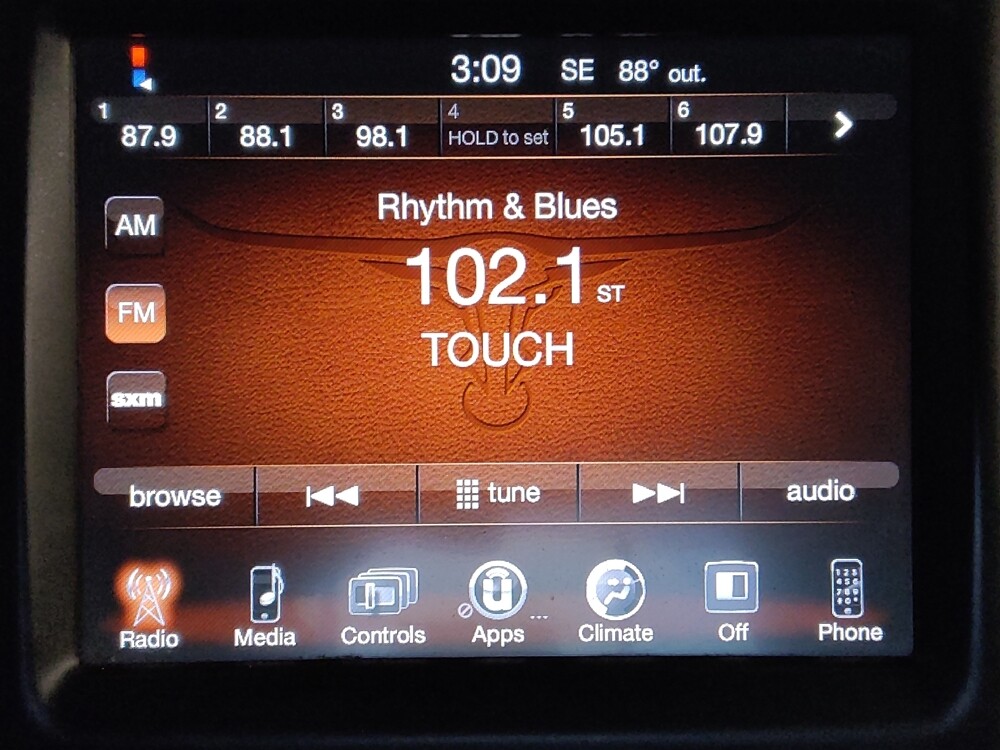 3:09 SE 88° out.
1 2 3 4 5 6
87.9 88.1 98.1 HOLD to set 105.1 107.9
Rhythm & Blues
AM
102.1 ST
FM
TOUCH
sxm
browse tune audio
Radio Media Controls Apps Climate Off Phone